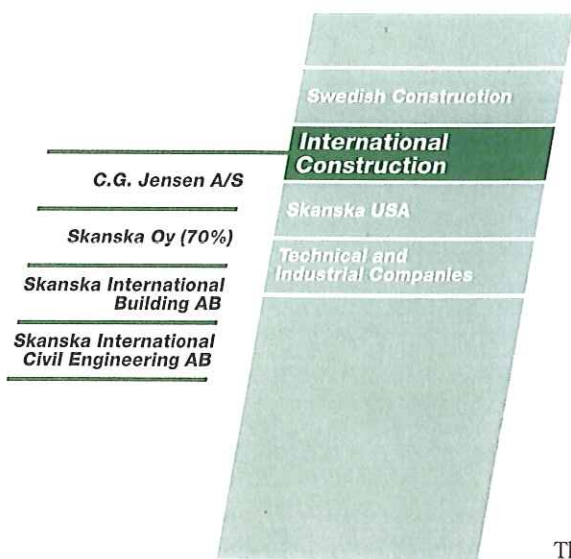 Swedish Construction
International
Construction
C.G. Jensen A/S
Skanska Oy (70%)
Skanska USA
Technical and
Industrial Companies
Skanska International
Building AB
Skanska International
Civil Engineering AB